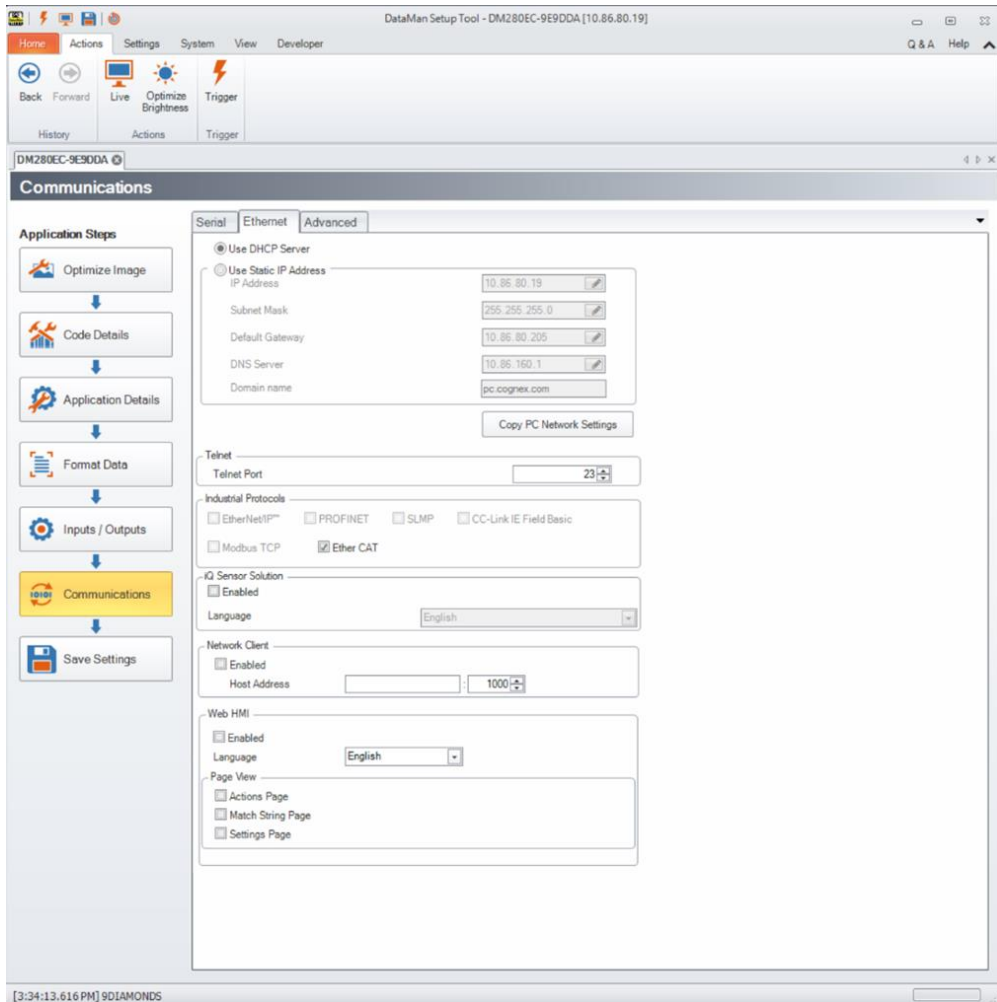 DataMan Setup Tool - DM280EC-9E9DDA [10.86.80.19]
Home Actions Settings System View Developer Q & A Help
Back Forward Live Optimize Brightness Trigger
History Actions Trigger
DM280EC-9E9DDA
Communications
Application Steps
Optimize Image
Code Details
Application Details
Format Data
Inputs / Outputs
Communications
Save Settings
Serial Ethernet Advanced
Use DHCP Server
Use Static IP Address
IP Address 10.86.80.19
Subnet Mask 255.255.255.0
Default Gateway 10.86.80.205
DNS Server 10.86.160.1
Domain name pc.cognex.com
Copy PC Network Settings
Telnet
Telnet Port 23
Industrial Protocols
EtherNet/IP™ PROFINET SLMP CC-Link IE Field Basic
Modbus TCP Ether CAT
iQ Sensor Solution
Enabled
Language English
Network Client
Enabled
Host Address : 1000
Web HMI
Enabled
Language English
Page View
Actions Page
Match String Page
Settings Page
[3:34:13.616 PM] 9DIAMONDS